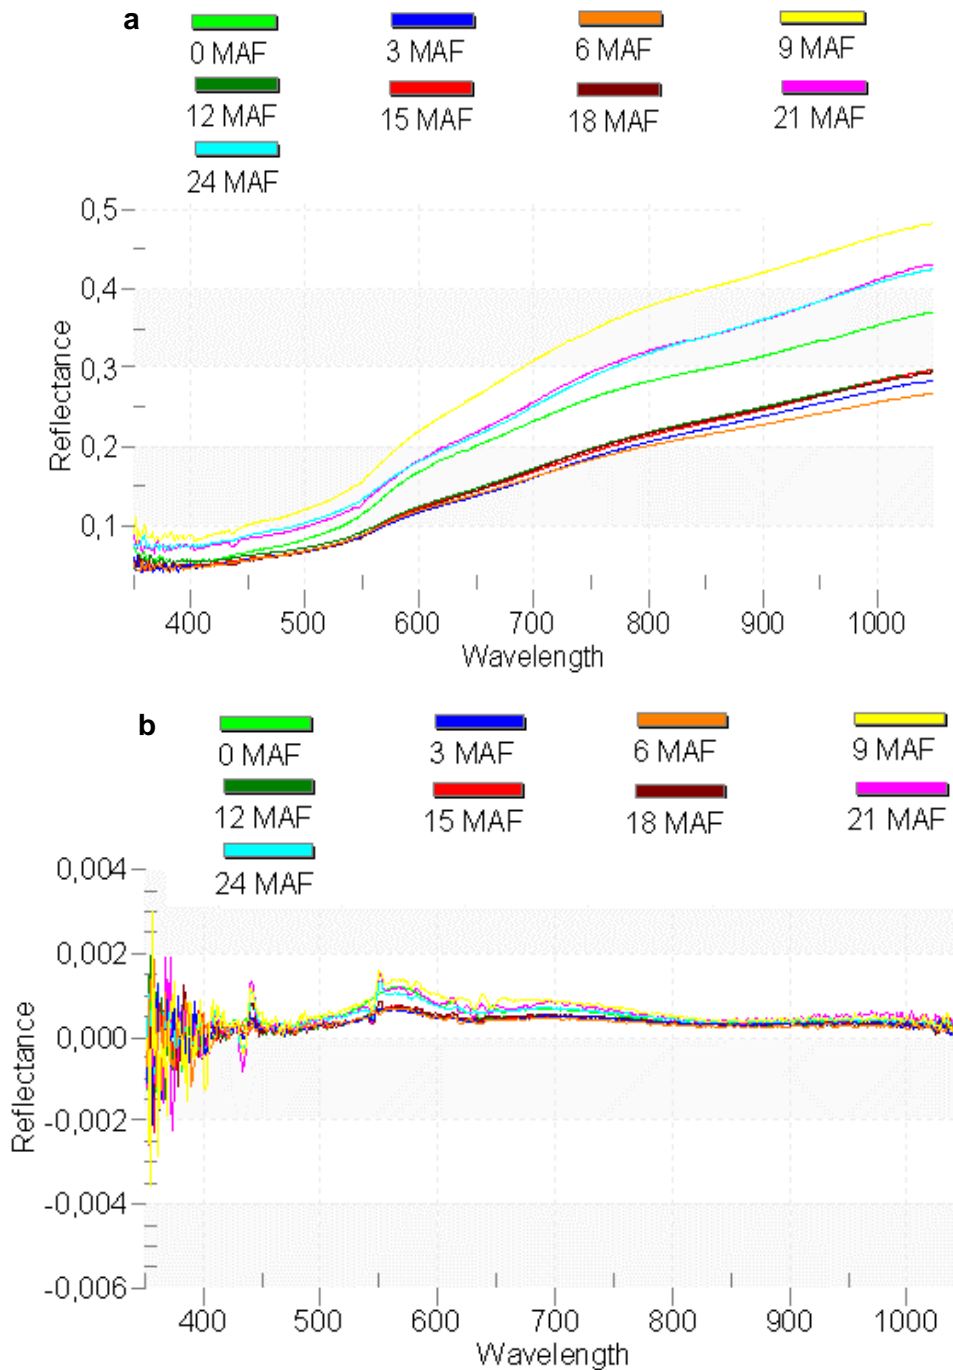 a
0 MAF 3 MAF 6 MAF 9 MAF
12 MAF 15 MAF 18 MAF 21 MAF
24 MAF
0,5
0,4
0,3
0,2
0,1
Reflectance
400 500 600 700 800 900 1000
Wavelength
b
0 MAF 3 MAF 6 MAF 9 MAF
12 MAF 15 MAF 18 MAF 21 MAF
24 MAF
0,004
0,002
0,000
-0,002
-0,004
-0,006
Reflectance
400 500 600 700 800 900 1000
Wavelength